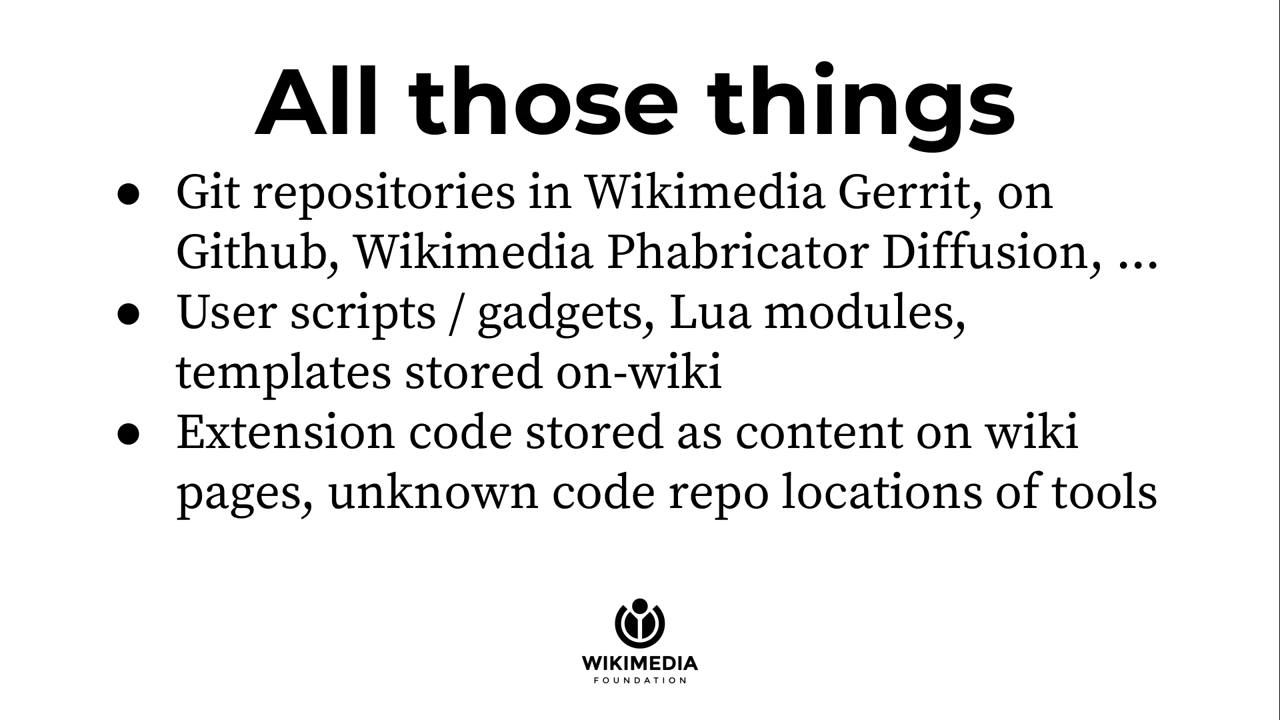 All those things
● Git repositories in Wikimedia Gerrit, on
Github, Wikimedia Phabricator Diffusion, ...
● User scripts / gadgets, Lua modules,
templates stored on-wiki
● Extension code stored as content on wiki
pages, unknown code repo locations of tools
WIKIMEDIA
FOUNDATION